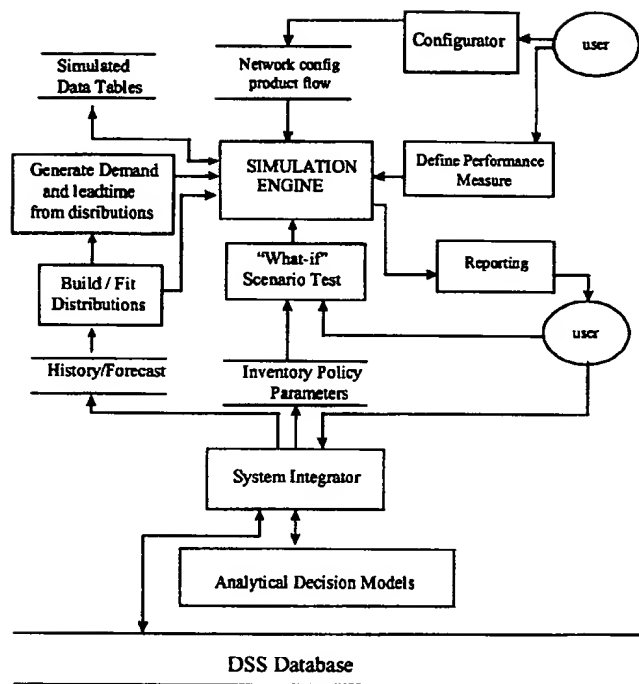 Configurator
user
Simulated
Data Tables
Network config
product flow
Generate Demand
and leadtime
from disributions
SIMULATION
ENGINE
Define Performance
Measure
Build / Fit
Distributions
"What-if"
Scenario Test
Reporting
user
History/Forecast
Inventory Policy
Parameters
System Integrator
Analytical Decision Models
DSS Database